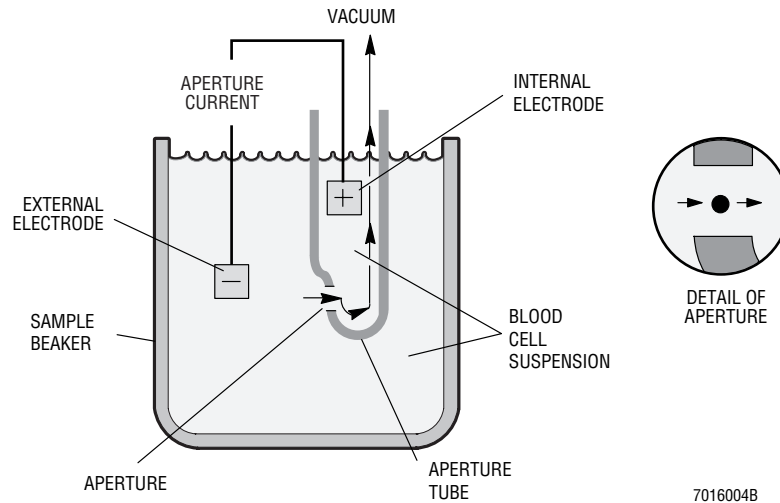 VACUUM
APERTURE
CURRENT
INTERNAL
ELECTRODE
+
EXTERNAL
ELECTRODE
−
SAMPLE
BEAKER
BLOOD
CELL
SUSPENSION
DETAIL OF
APERTURE
APERTURE
APERTURE
TUBE
7016004B